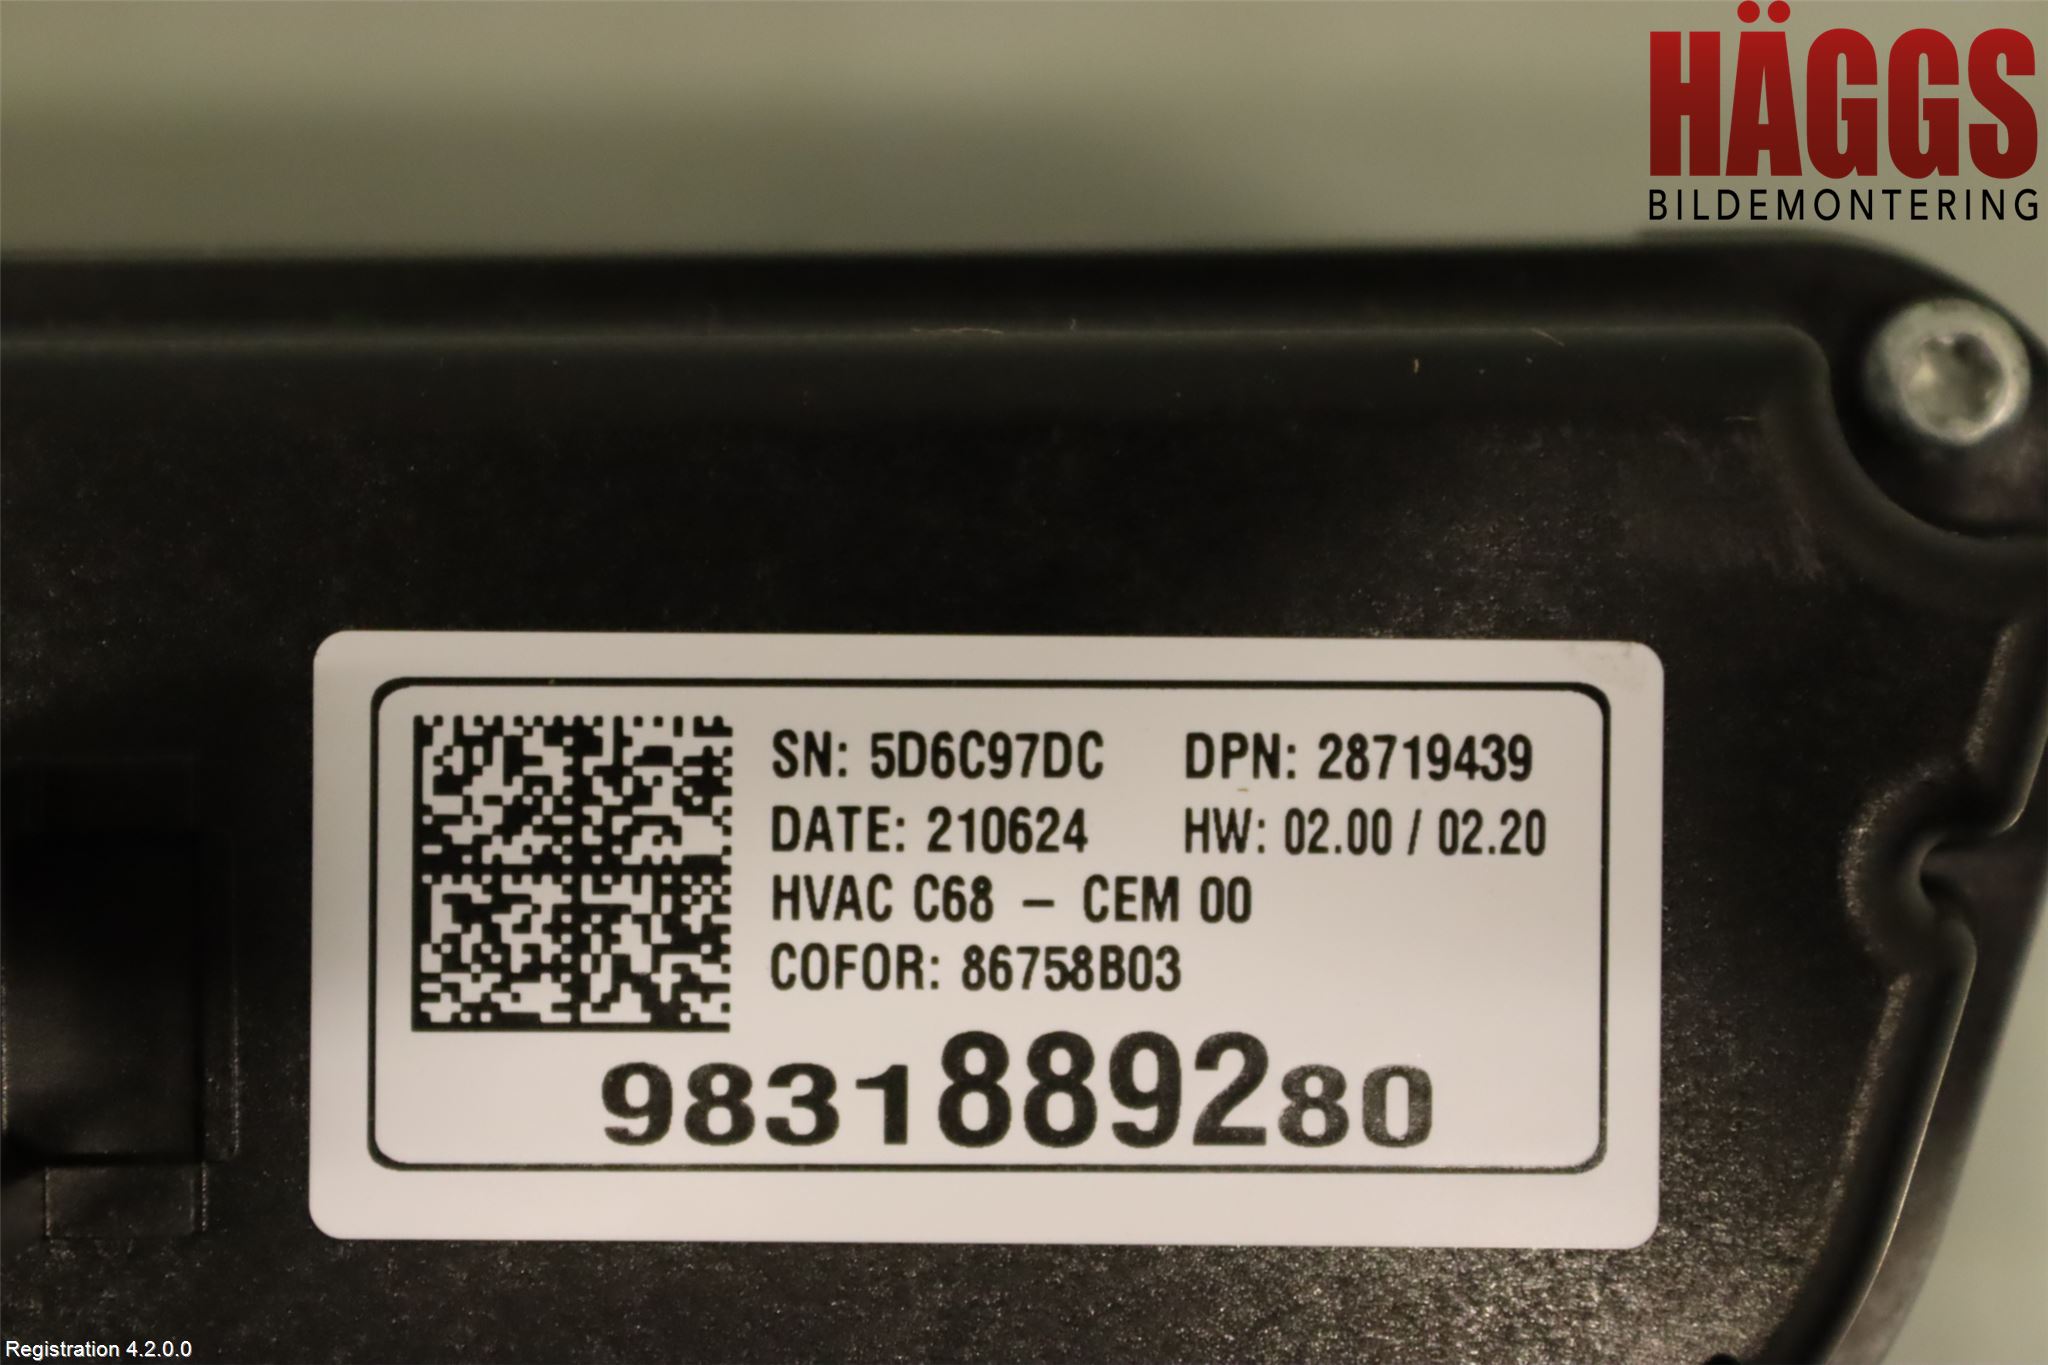 HÄGGS
BILDEMONTERING
SN: 5D6C97DC DPN: 28719439
DATE: 210624 HW: 02.00 / 02.20
HVAC C68 – CEM 00
COFOR: 86758B03
9831889280
Registration 4.2.0.0